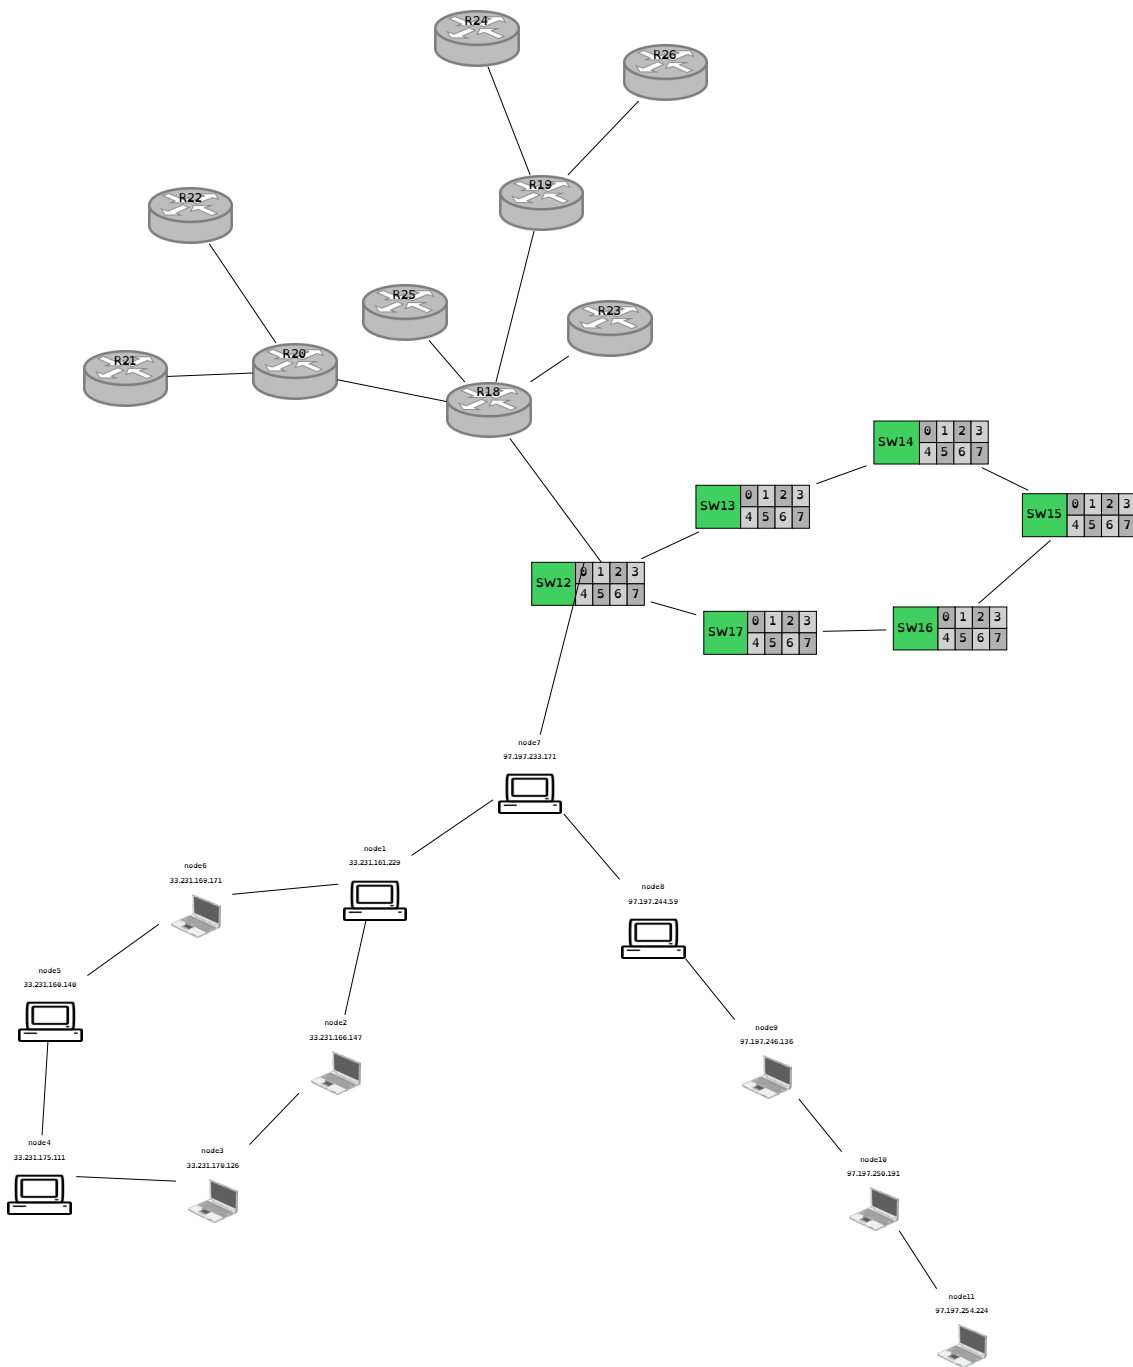 R24
R26
R19
R22
R25
R23
R20
R21
R18
SW14 0 1 2 3
4 5 6 7
SW13 0 1 2 3
4 5 6 7
SW15 0 1 2 3
4 5 6 7
SW12 0 1 2 3
4 5 6 7
SW17 0 1 2 3
4 5 6 7
SW16 0 1 2 3
4 5 6 7
node7
97.197.233.171
node1
33.231.161.229
node6
33.231.169.171
node8
97.197.244.59
node5
33.231.160.140
node2
33.231.166.147
node9
97.197.246.136
node4
33.231.175.111
node3
33.231.170.126
node10
97.197.250.191
node11
97.197.254.224